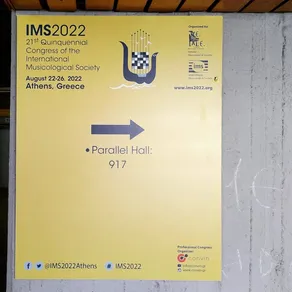 IMS2022
21st Quinquennial
Congress of the
International
Musicological Society
August 22-26, 2022
Athens, Greece
www.ims2022.org
• Parallel Hall:
917
@IMS2022Athens
# IMS2022